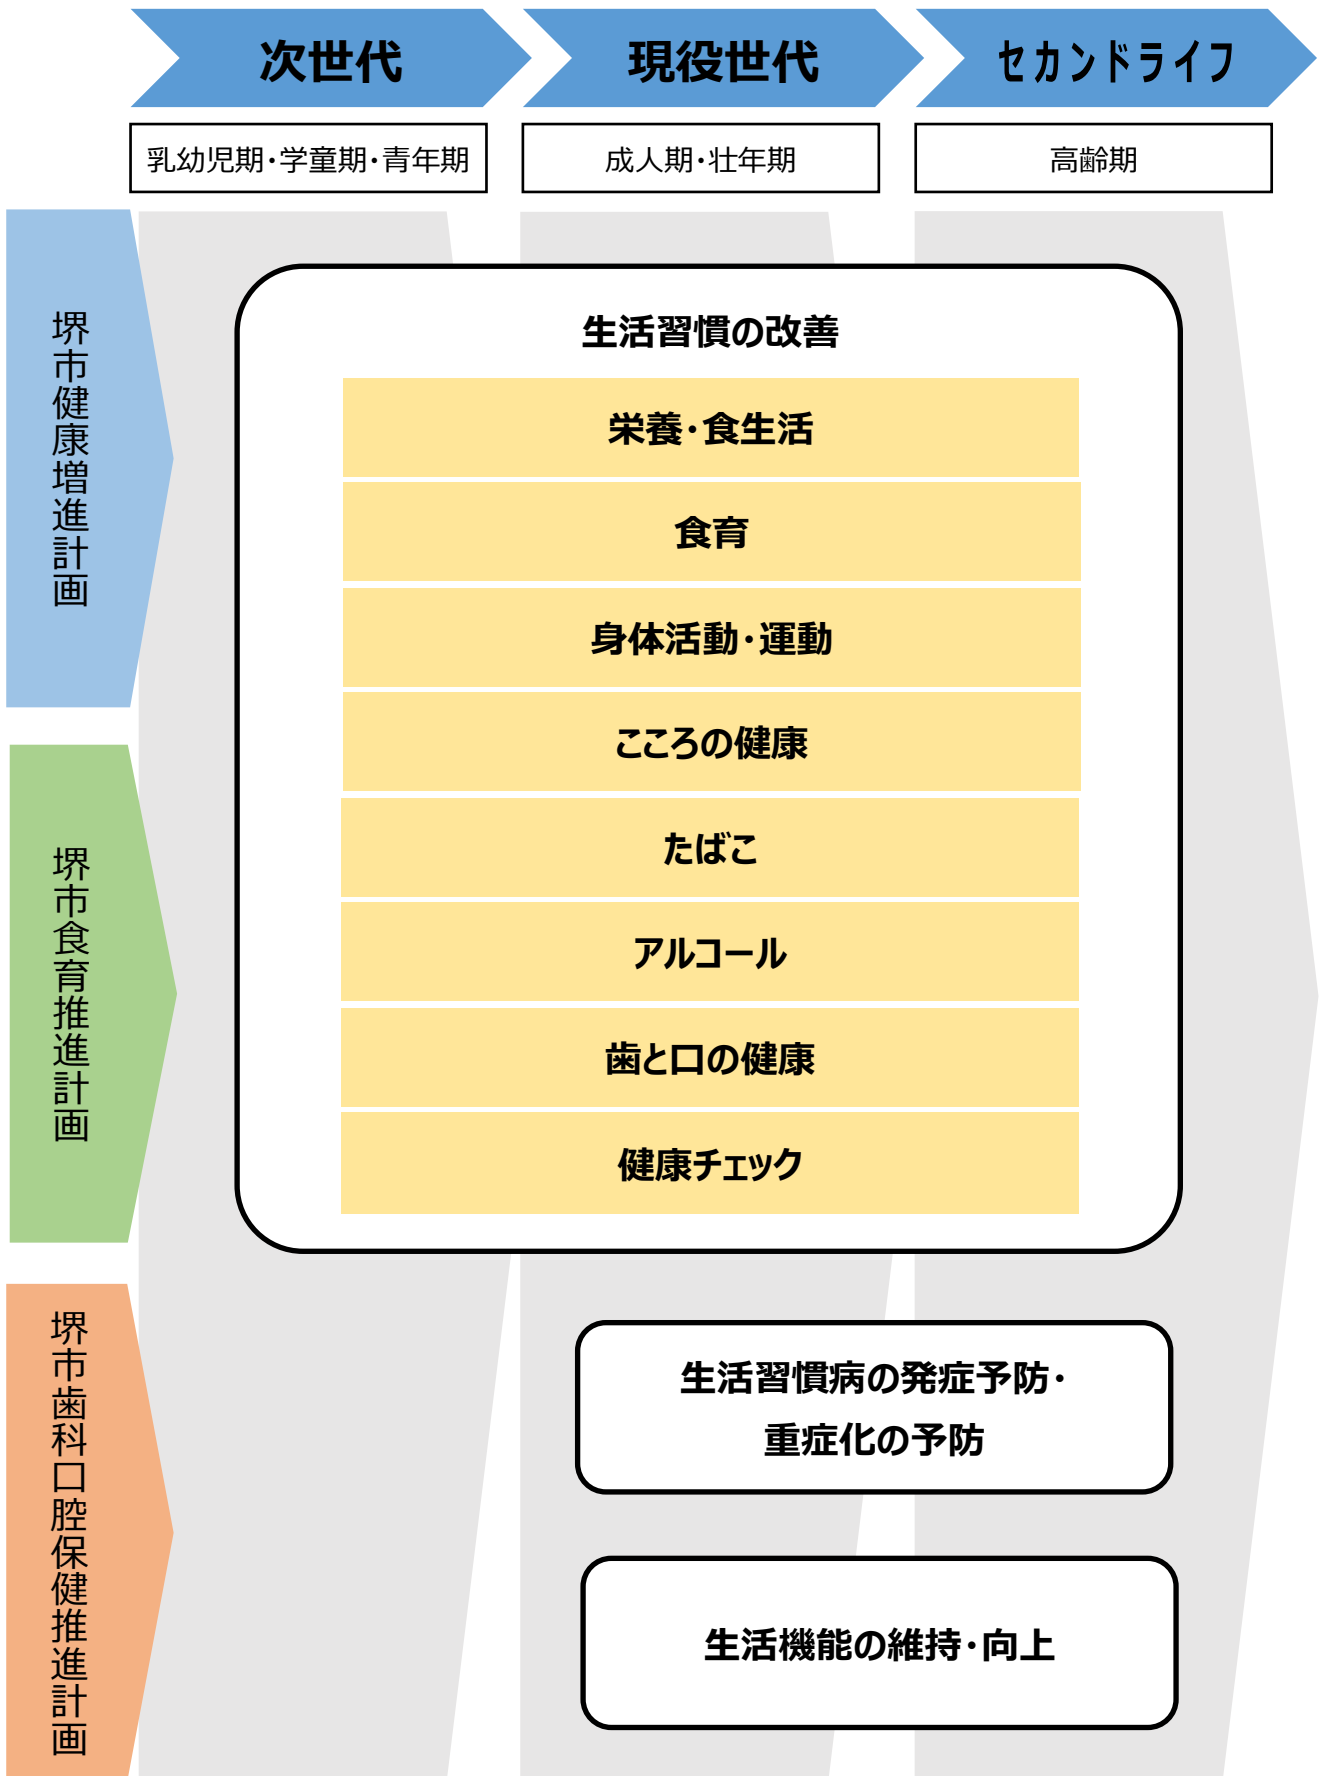 次世代
現役世代
セカンドライフ
乳幼児期・学童期・青年期
成人期・壮年期
高齢期
堺市健康増進計画
堺市食育推進計画
堺市歯科口腔保健推進計画
生活習慣の改善
栄養・食生活
食育
身体活動・運動
こころの健康
たばこ
アルコール
歯と口の健康
健康チェック
生活習慣病の発症予防・
重症化の予防
生活機能の維持・向上